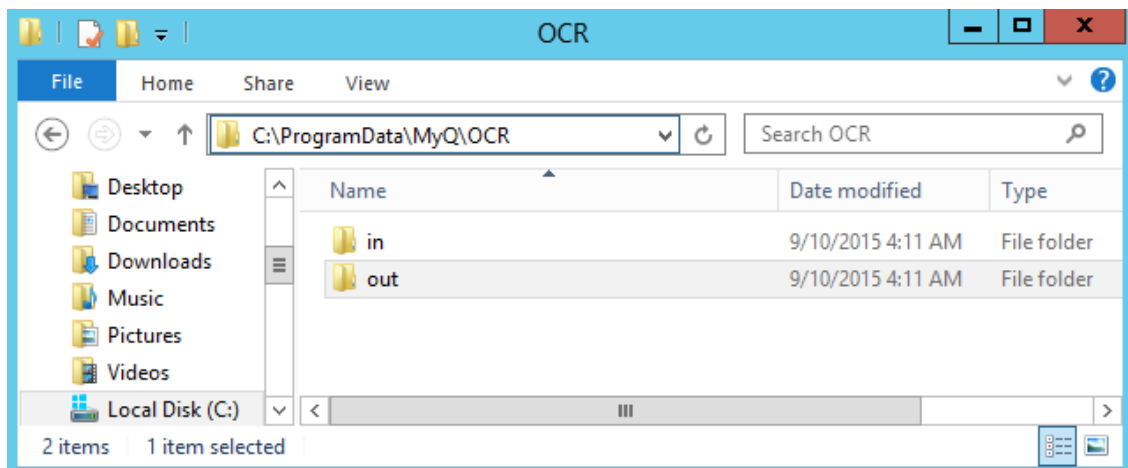 OCR
File Home Share View
C:\ProgramData\MyQ\OCR Search OCR
Desktop
Documents
Downloads
Music
Pictures
Videos
Local Disk (C:)
Name Date modified Type
in 9/10/2015 4:11 AM File folder
out 9/10/2015 4:11 AM File folder
2 items 1 item selected